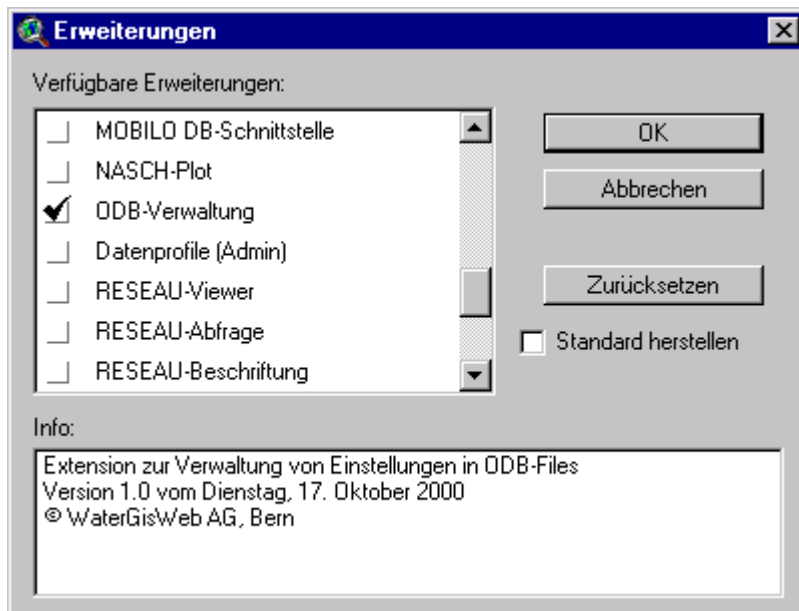 Erweiterungen
Verfügbare Erweiterungen:
MOBILO DB-Schnittstelle
NASCH-Plot
ODB-Verwaltung
Datenprofile (Admin)
RESEAU-Viewer
RESEAU-Abfrage
RESEAU-Beschriftung
OK
Abbrechen
Zurücksetzen
Standard herstellen
Info:
Extension zur Verwaltung von Einstellungen in ODB-Files
Version 1.0 vom Dienstag, 17. Oktober 2000
© WaterGisWeb AG, Bern